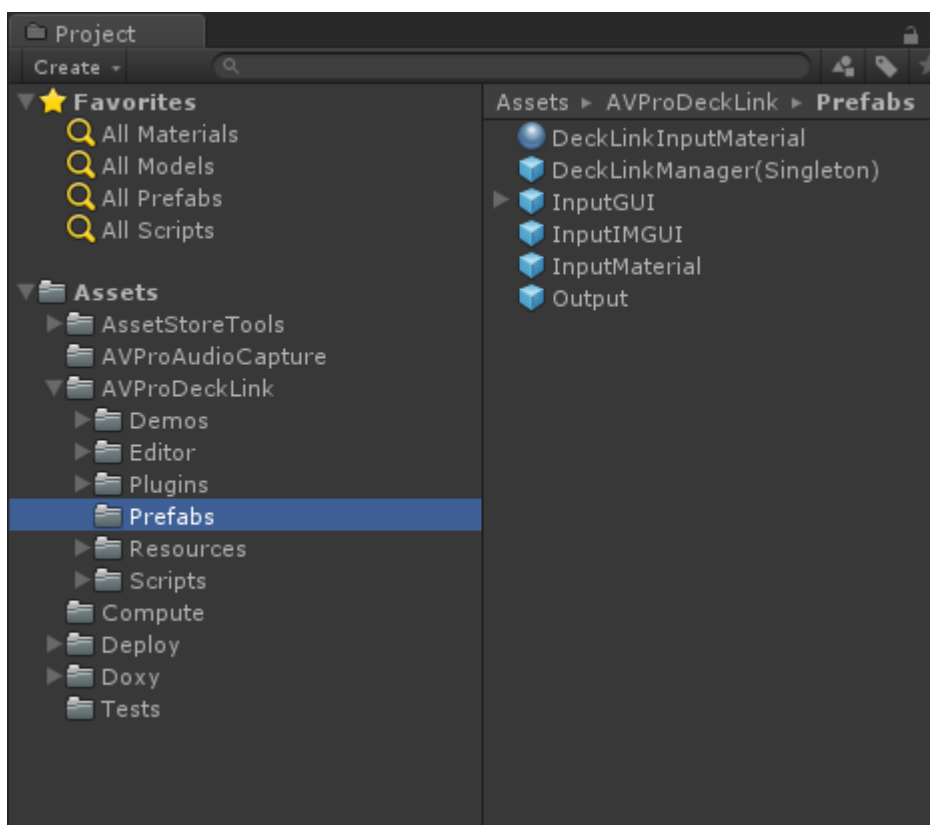 Project
Create
Favorites
All Materials
All Models
All Prefabs
All Scripts
Assets
AssetStoreTools
AVProAudioCapture
AVProDeckLink
Demos
Editor
Plugins
Prefabs
Resources
Scripts
Compute
Deploy
Doxy
Tests
Assets ▸ AVProDeckLink ▸ Prefabs
DeckLinkInputMaterial
DeckLinkManager(Singleton)
InputGUI
InputIMGUI
InputMaterial
Output